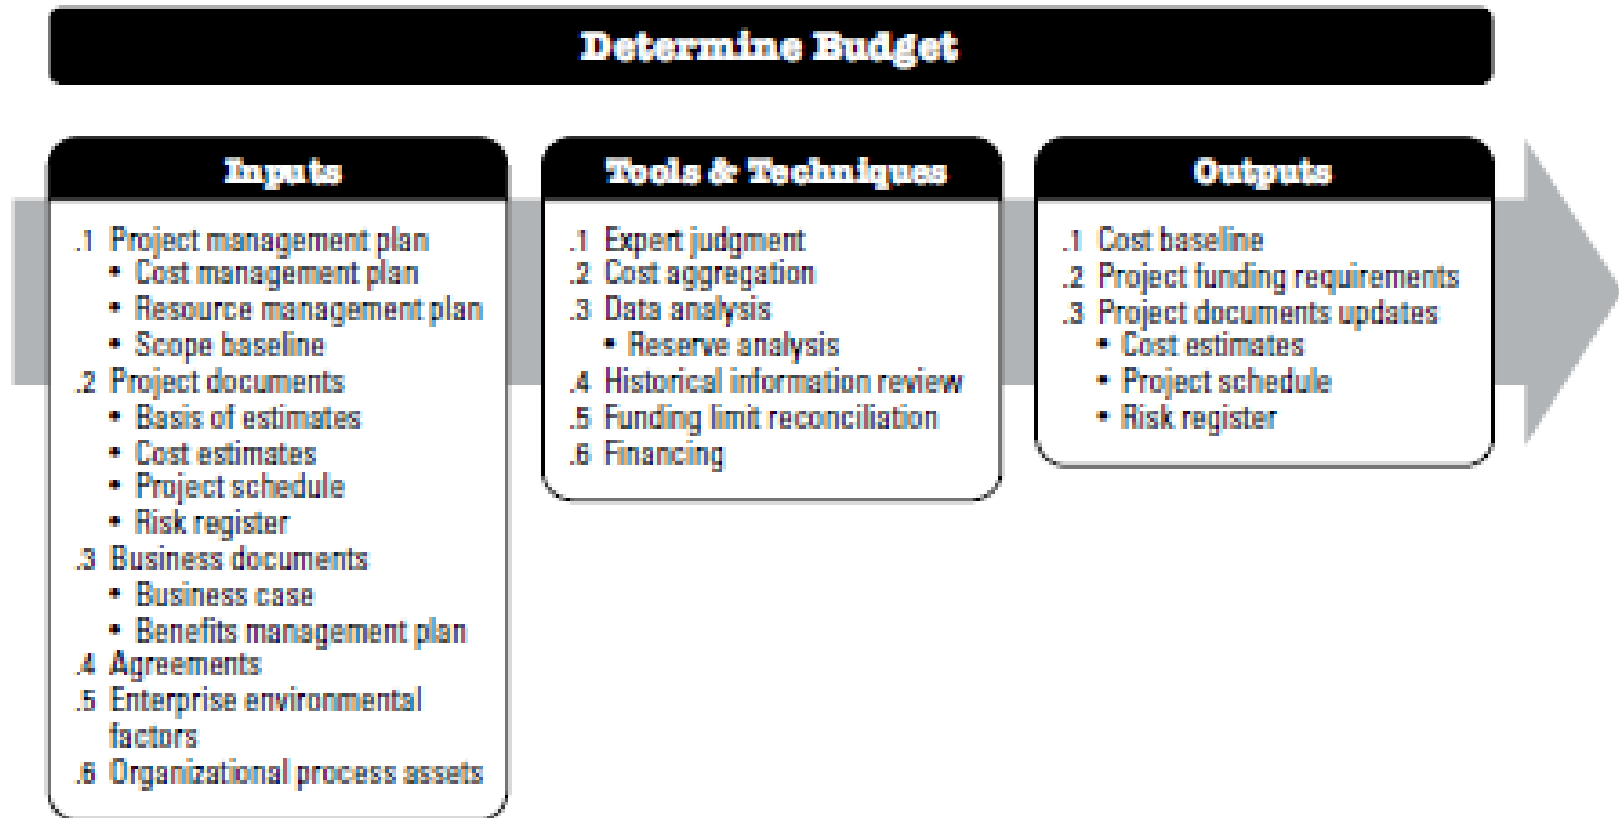 Determine Budget
Inputs
.1 Project management plan
• Cost management plan
• Resource management plan
• Scope baseline
.2 Project documents
• Basis of estimates
• Cost estimates
• Project schedule
• Risk register
.3 Business documents
• Business case
• Benefits management plan
.4 Agreements
.5 Enterprise environmental
factors
.6 Organizational process assets
Tools & Techniques
.1 Expert judgment
.2 Cost aggregation
.3 Data analysis
• Reserve analysis
.4 Historical information review
.5 Funding limit reconciliation
.6 Financing
Outputs
.1 Cost baseline
.2 Project funding requirements
.3 Project documents updates
• Cost estimates
• Project schedule
• Risk register